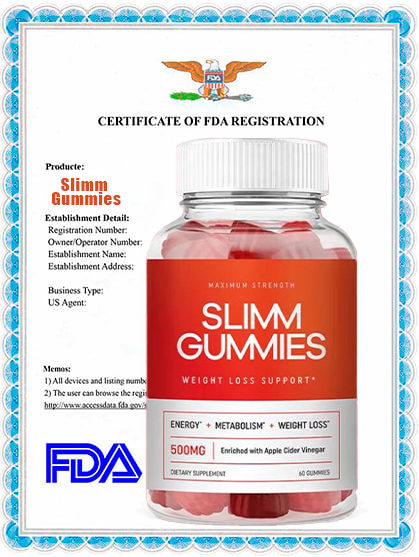 FDA
CERTIFICATE OF FDA REGISTRATION
Producte:
Slimm
Gummies
Establishment Detail:
Registration Number:
Owner/Operator Number:
Establishment Name:
Establishment Address:
Business Type:
US Agent:
Memos:
1) All devices and listing numb
2) The user can browse the regi
http://www.accessdata.fda.gov/s
FDA
MAXIMUM STRENGTH
SLIMM
GUMMIES
WEIGHT LOSS SUPPORT*
ENERGY* + METABOLISM* + WEIGHT LOSS*
500MG Enriched with Apple Cider Vinegar
DIETARY SUPPLEMENT 60 GUMMIES